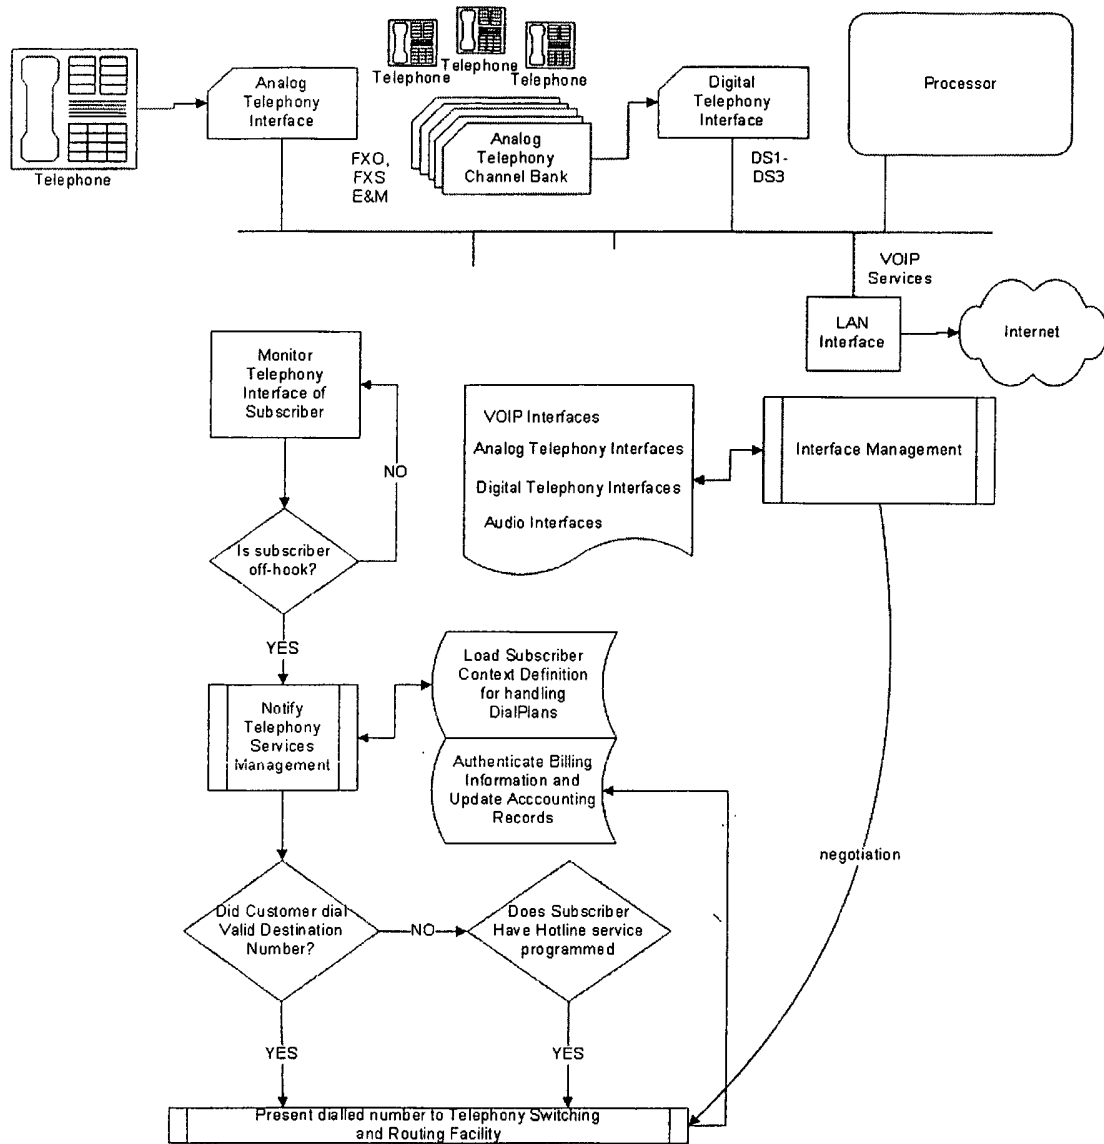 Telephone
Analog
Telephony
Interface
Telephone
Telephone
Telephone
FXO,
FXS
E&M
Analog
Telephony
Channel Bank
Digital
Telephony
Interface
DS1-
DS3
Processor
VOIP
Services
LAN
Interface
Internet
Monitor
Telephony
Interface of
Subscriber
NO
Is subscriber
off-hook?
YES
VOIP Interfaces
Analog Telephony Interfaces
Digital Telephony Interfaces
Audio Interfaces
Interface Management
Notify
Telephony
Services
Management
Load Subscriber
Context Definition
for handling
DialPlans
Authenticate Billing
Information and
Update Acccounting
Records
negotiation
Did Customer dial
Valid Destination
Number?
NO
Does Subscriber
Have Hotline service
programmed
YES
YES
Present dialled number to Telephony Switching
and Routing Facility